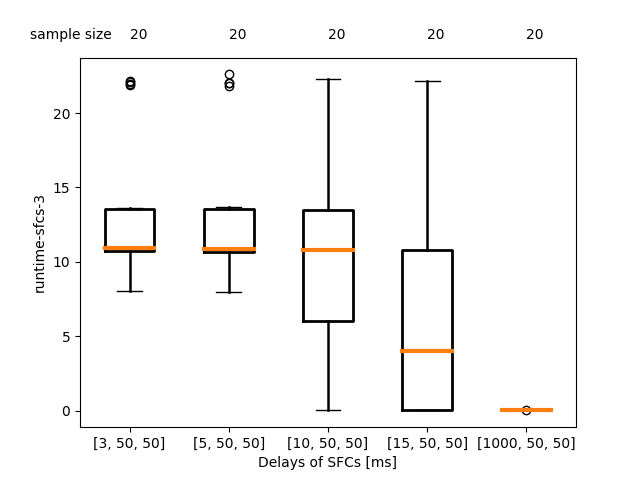 sample size 20 20 20 20 20
runtime-sfcs-3
20
15
10
5
0
[3, 50, 50] [5, 50, 50] [10, 50, 50] [15, 50, 50] [1000, 50, 50]
Delays of SFCs [ms]